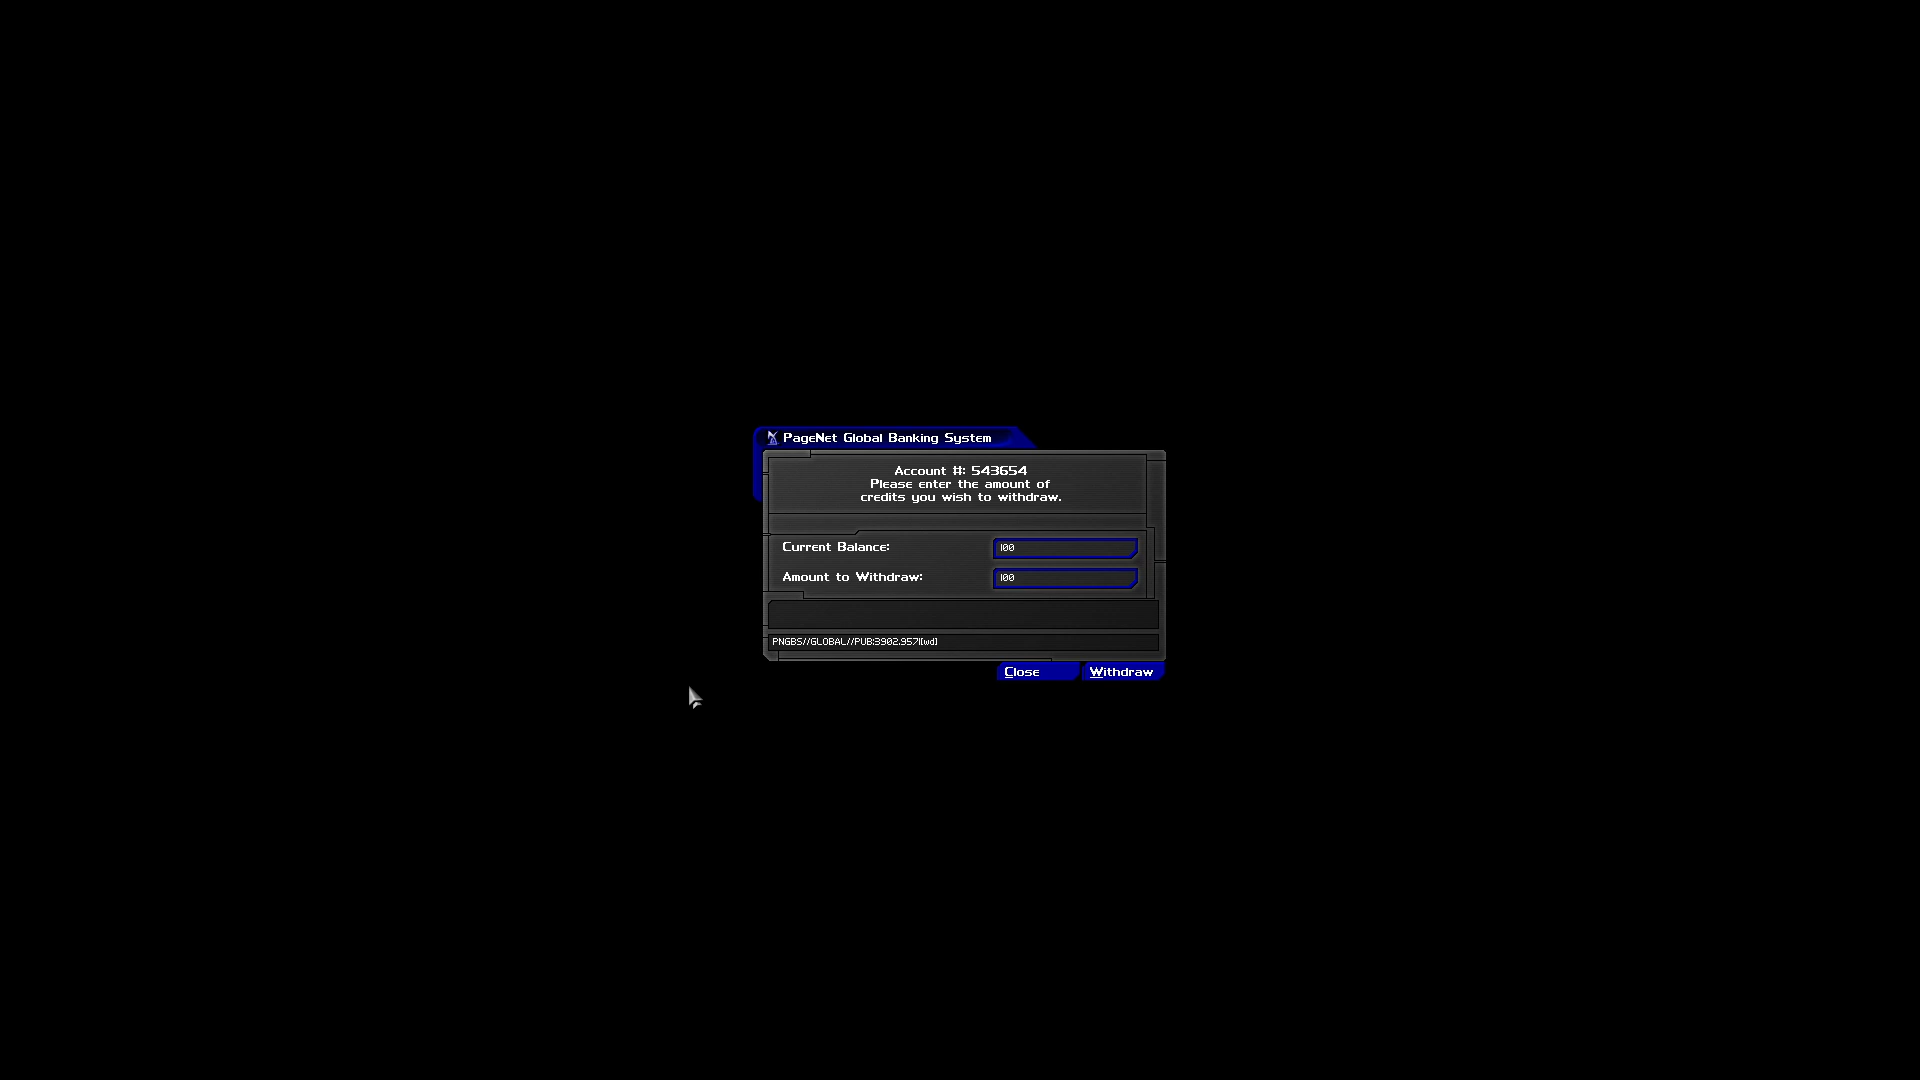 PageNet Global Banking System
Account #: 543654
Please enter the amount of
credits you wish to withdraw.
Current Balance: 100
Amount to Withdraw: 100
PNGBS//GLOBAL//PUB:3902.9571[wd]
Close Withdraw